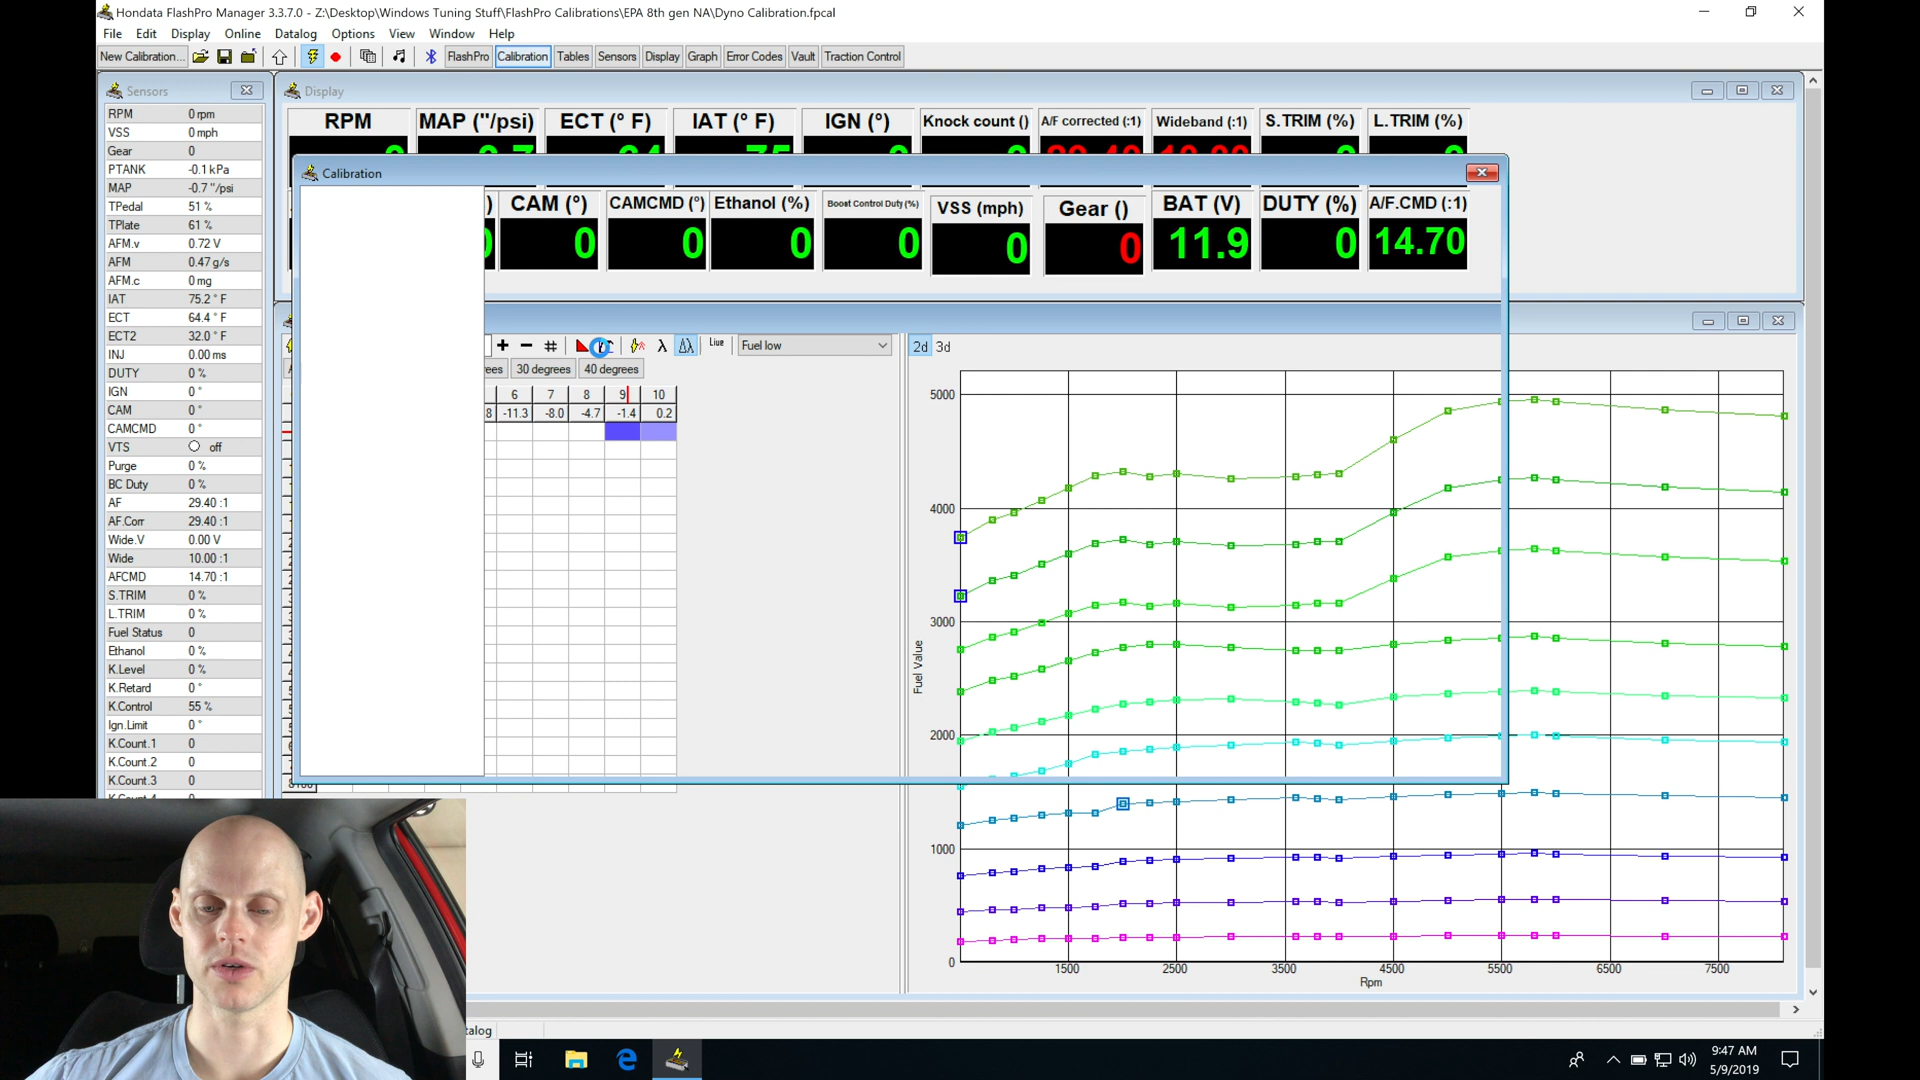 Hondata FlashPro Manager 3.3.7.0 - Z:\Desktop\Windows Tuning Stuff\FlashPro Calibrations\EPA 8th gen NA\Dyno Calibration.fpcal
File Edit Display Online Datalog Options View Window Help
New Calibration... FlashPro Calibration Tables Sensors Display Graph Error Codes Vault Traction Control
Sensors
RPM 0 rpm
VSS 0 mph
Gear 0
PTANK -0.1 kPa
MAP -0.7 "/psi
TPedal 51 %
TPlate 61 %
AFM.v 0.72 V
AFM 0.47 g/s
AFM.c 0 mg
IAT 75.2 ° F
ECT 64.4 ° F
ECT2 32.0 ° F
INJ 0.00 ms
DUTY 0 %
IGN 0 °
CAM 0 °
CAMCMD 0 °
VTS off
Purge 0 %
BC Duty 0 %
AF 29.40 :1
AF.Corr 29.40 :1
Wide.V 0.00 V
Wide 10.00 :1
AFCMD 14.70 :1
S.TRIM 0 %
L.TRIM 0 %
Fuel Status 0
Ethanol 0 %
K.Level 0 %
K.Retard 0 °
K.Control 55 %
Ign.Limit 0 °
K.Count.1 0
K.Count.2 0
K.Count.3 0
Display
RPM MAP ("/psi) ECT (° F) IAT (° F) IGN (°) Knock count () A/F corrected (:1) Wideband (:1) S.TRIM (%) L.TRIM (%)
Calibration
) CAM (°) CAMCMD (°) Ethanol (%) Boost Control Duty (%) VSS (mph) Gear () BAT (V) DUTY (%) A/F.CMD (:1)
0 0 0 0 0 0 11.9 0 14.70
Live Fuel low
ees 30 degrees 40 degrees
6 7 8 9 10
8 -11.3 -8.0 -4.7 -1.4 0.2
2d 3d
5000
4000
3000
2000
1000
0
Fuel Value
1500 2500 3500 4500 5500 6500 7500
Rpm
talog
9:47 AM
5/9/2019